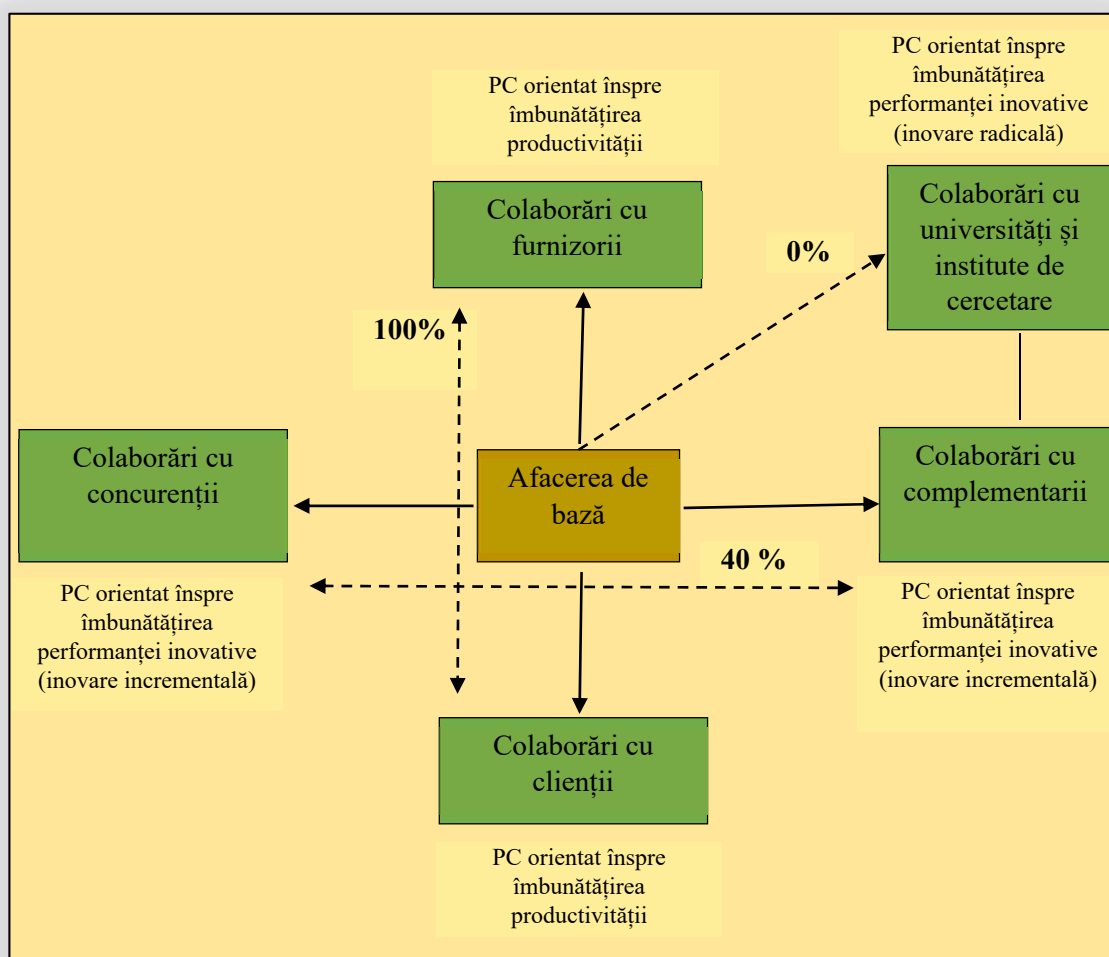 PC orientat înspre
îmbunătățirea
performanței inovative
(inovare radicală)
PC orientat înspre
îmbunătățirea
productivității
Colaborări cu
furnizorii
Colaborări cu
universități și
institute de
cercetare
0%
100%
Colaborări cu
concurenții
Afacerea de
bază
Colaborări cu
complementarii
40 %
PC orientat înspre
îmbunătățirea
performanței inovative
(inovare incrementală)
PC orientat înspre
îmbunătățirea
performanței inovative
(inovare incrementală)
Colaborări cu
clienții
PC orientat înspre
îmbunătățirea
productivității